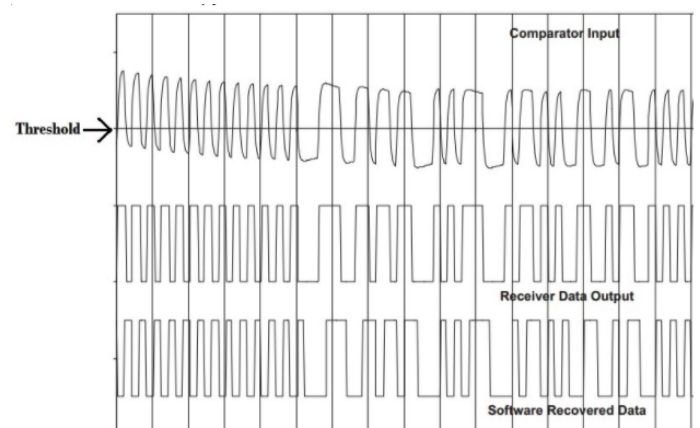 Comparator Input
Threshold
Receiver Data Output
Software Recovered Data